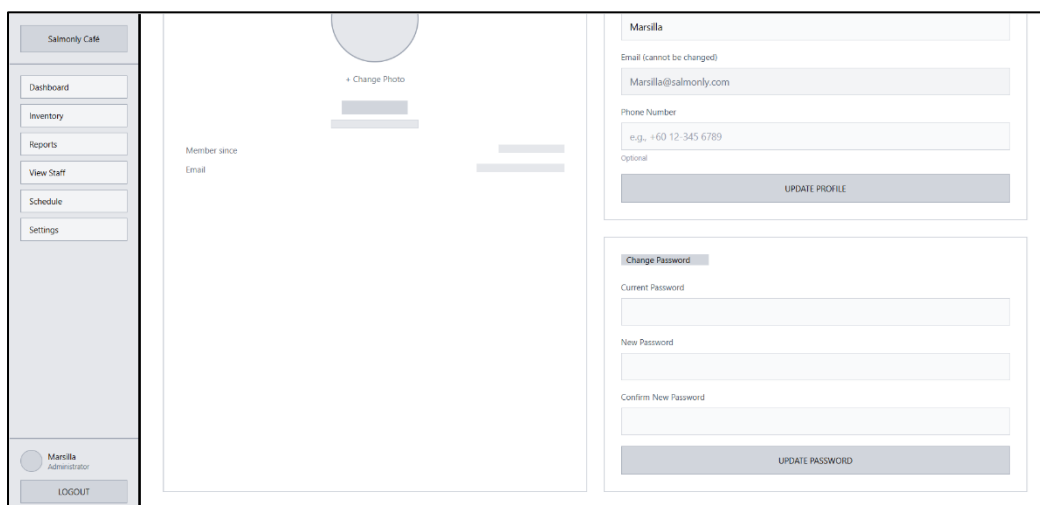 Salmonly Café
Dashboard
Inventory
Reports
View Staff
Schedule
Settings
Marsilla
Administrator
LOGOUT
+ Change Photo
Member since
Email
Marsilla
Email (cannot be changed)
Marsilla@salmonly.com
Phone Number
e.g., +60 12-345 6789
Optional
UPDATE PROFILE
Change Password
Current Password
New Password
Confirm New Password
UPDATE PASSWORD